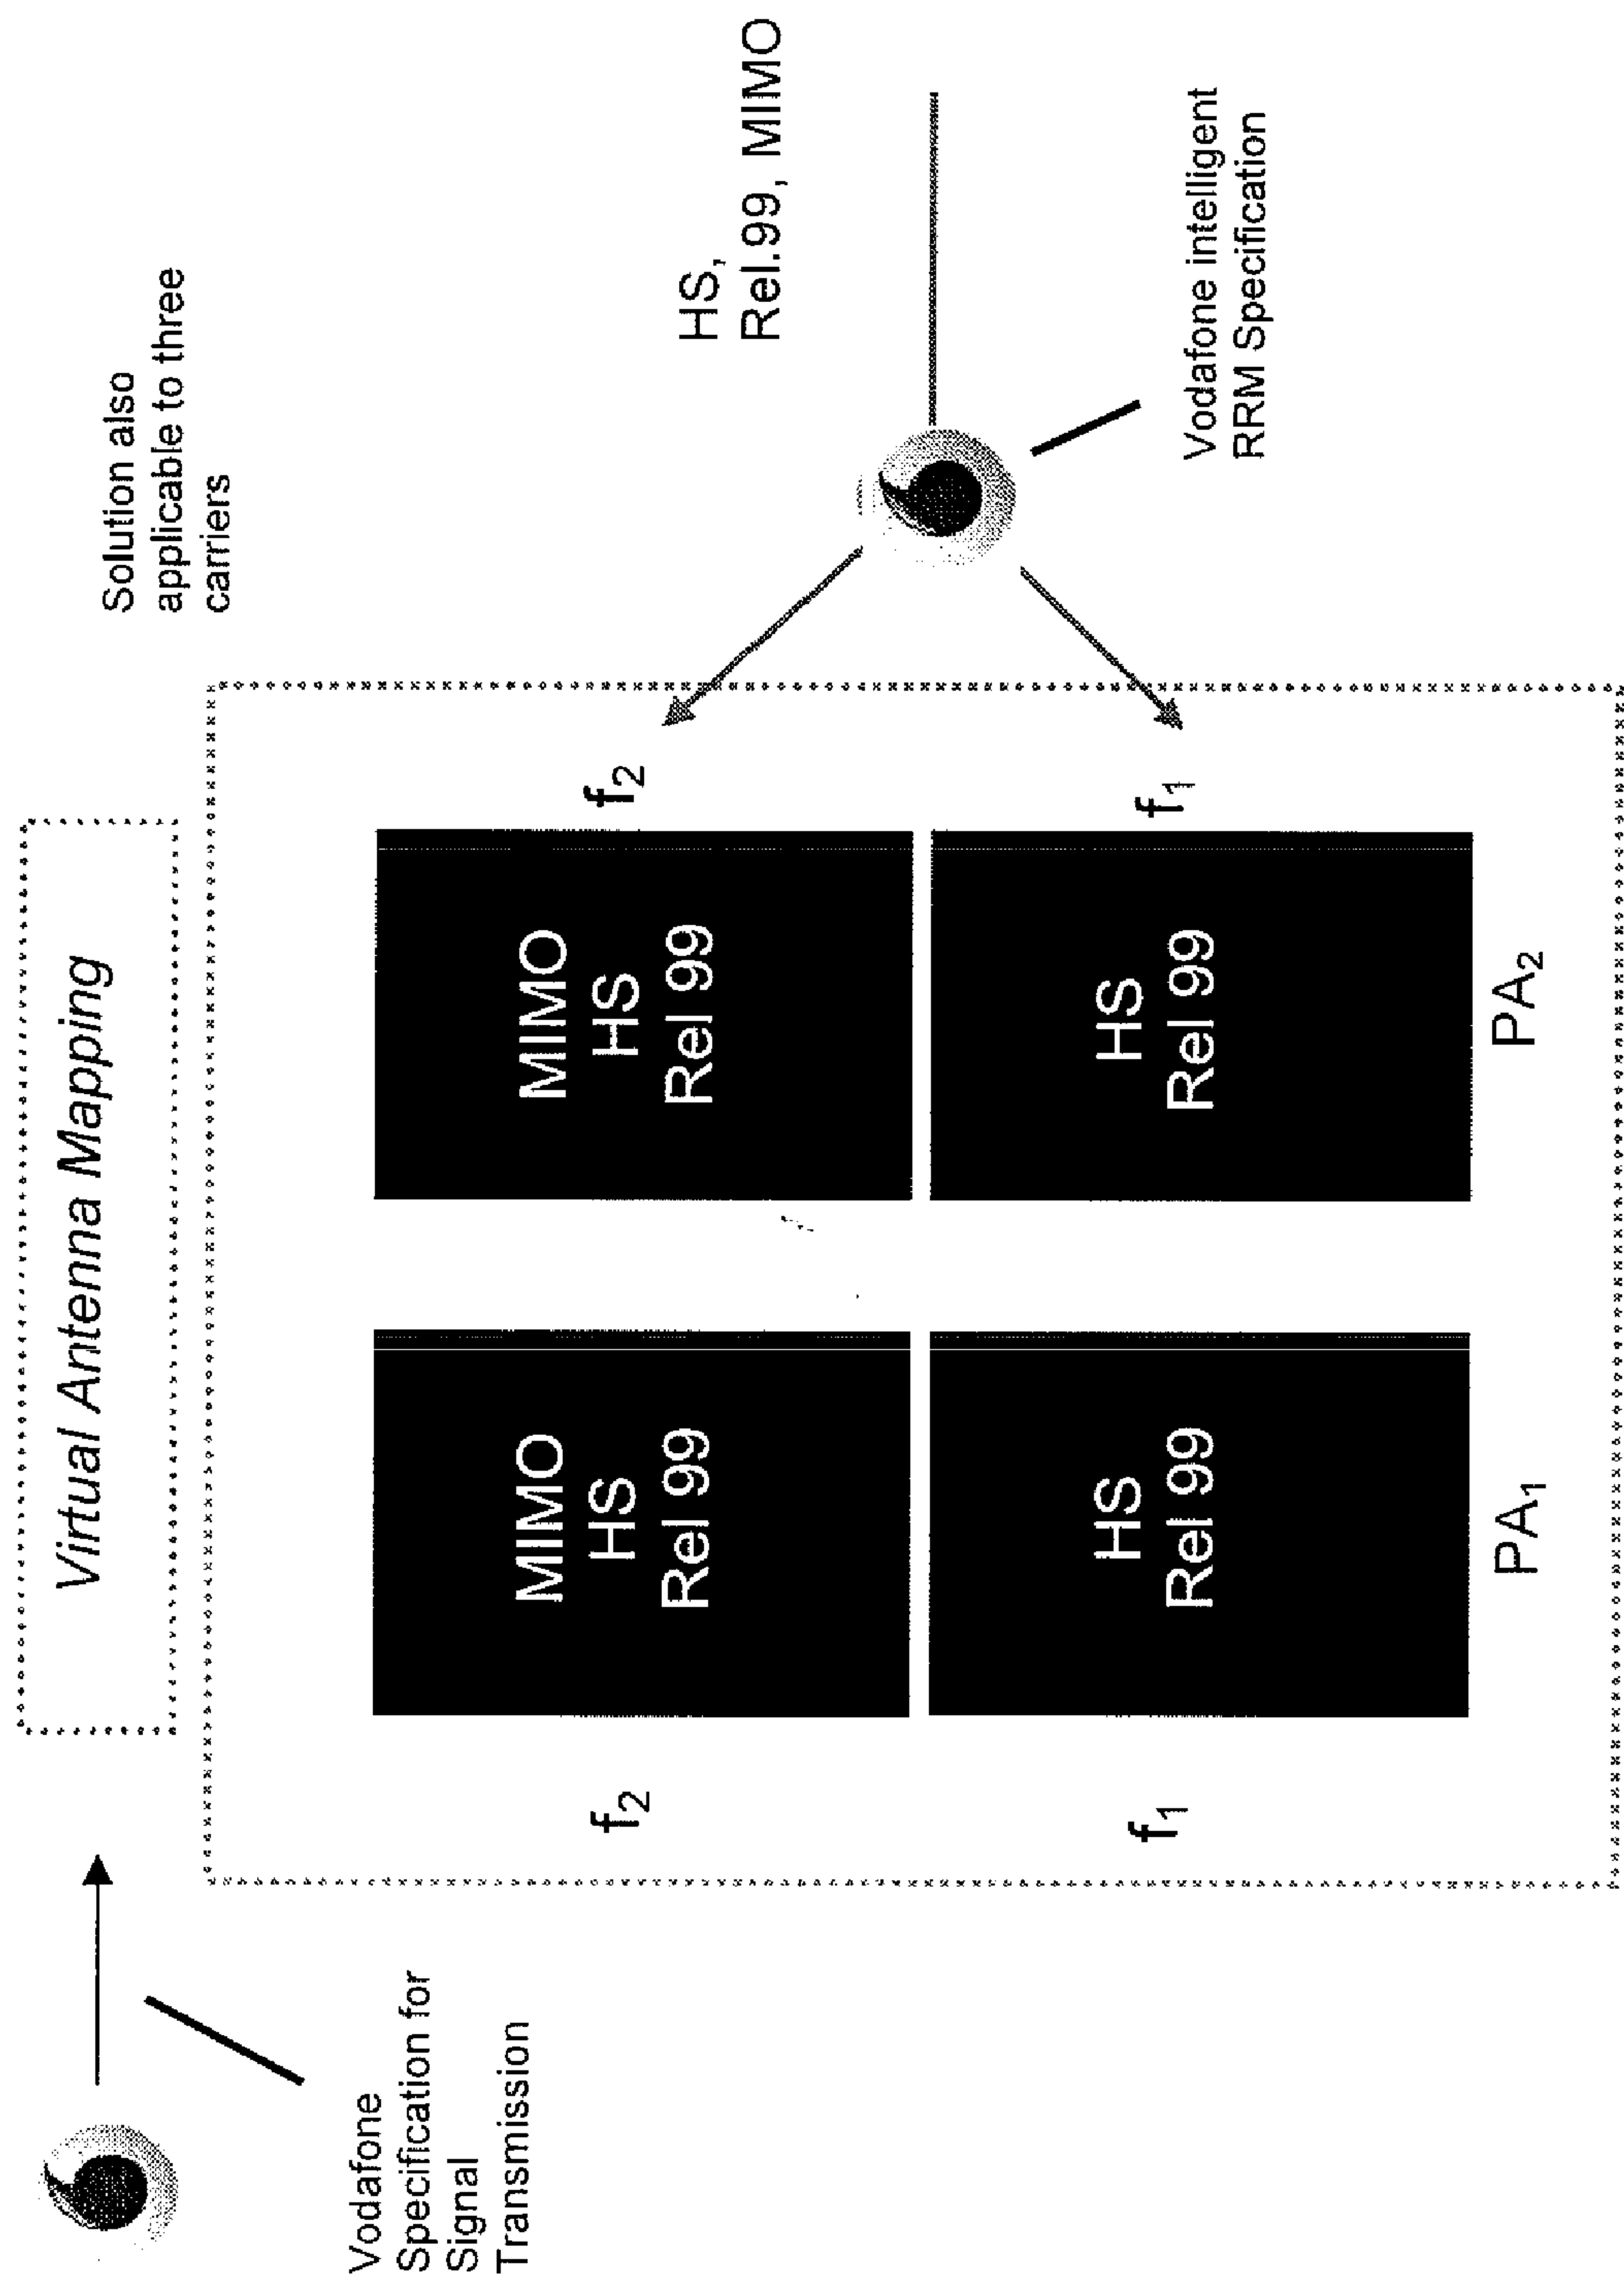 Virtual Antenna Mapping
Vodafone
Specification for
Signal
Transmission
Solution also
applicable to three
carriers
f2
MIMO
HS
Rel 99
MIMO
HS
Rel 99
f2
f1
HS
Rel 99
HS
Rel 99
f1
PA1
PA2
HS,
Rel.99, MIMO
Vodafone intelligent
RRM Specification